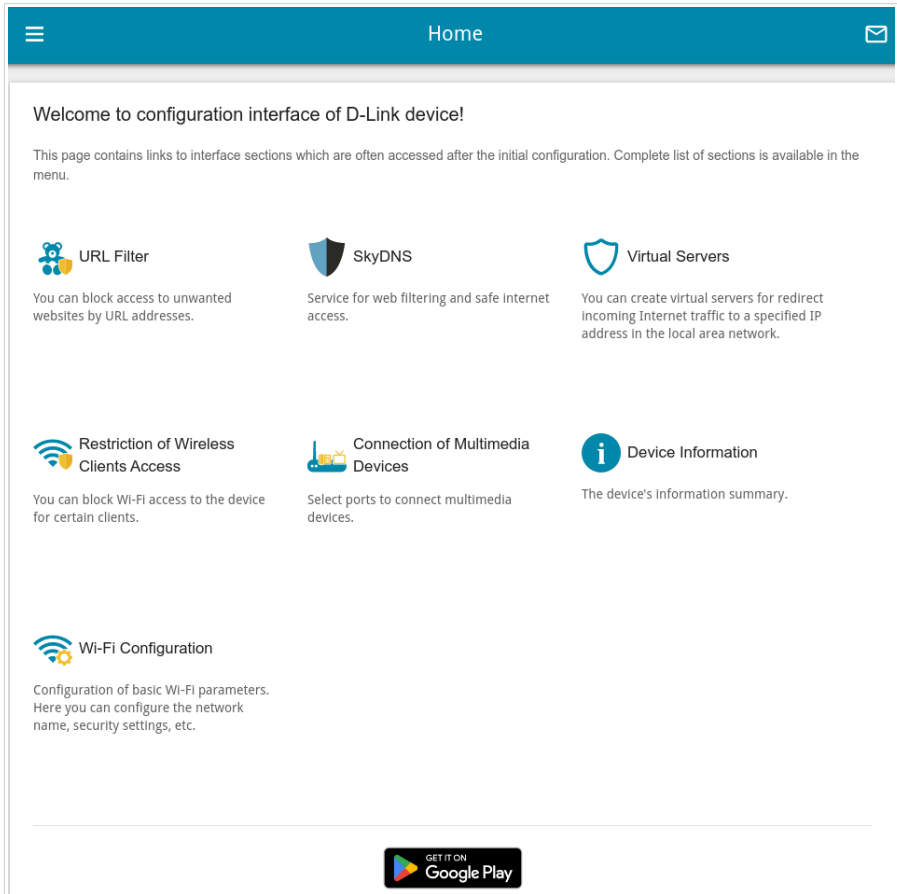 Home
Welcome to configuration interface of D-Link device!
This page contains links to interface sections which are often accessed after the initial configuration. Complete list of sections is available in the
menu.
URL Filter
You can block access to unwanted
websites by URL addresses.
SkyDNS
Service for web filtering and safe internet
access.
Virtual Servers
You can create virtual servers for redirect
incoming Internet traffic to a specified IP
address in the local area network.
Restriction of Wireless
Clients Access
You can block Wi-Fi access to the device
for certain clients.
Connection of Multimedia
Devices
Select ports to connect multimedia
devices.
Device Information
The device's information summary.
Wi-Fi Configuration
Configuration of basic Wi-Fi parameters.
Here you can configure the network
name, security settings, etc.
GET IT ON
Google Play